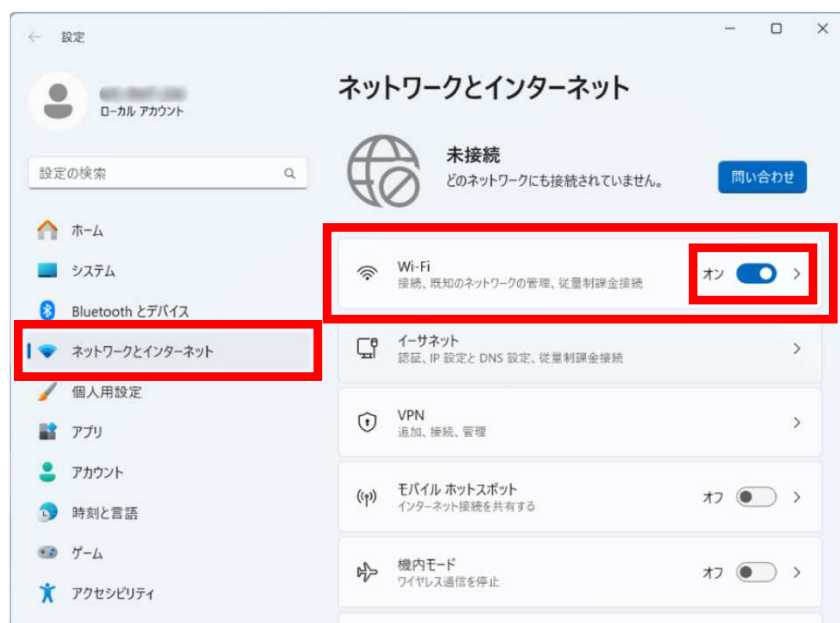 設定
ローカル アカウント
設定の検索
ホーム
システム
Bluetooth とデバイス
ネットワークとインターネット
個人用設定
アプリ
アカウント
時刻と言語
ゲーム
アクセシビリティ
ネットワークとインターネット
未接続
どのネットワークにも接続されていません。
問い合わせ
Wi-Fi
接続、既知のネットワークの管理、従量制課金接続
オン
イーサネット
認証、IP 設定と DNS 設定、従量制課金接続
VPN
追加、接続、管理
モバイル ホットスポット
インターネット接続を共有する
オフ
機内モード
ワイヤレス通信を停止
オフ